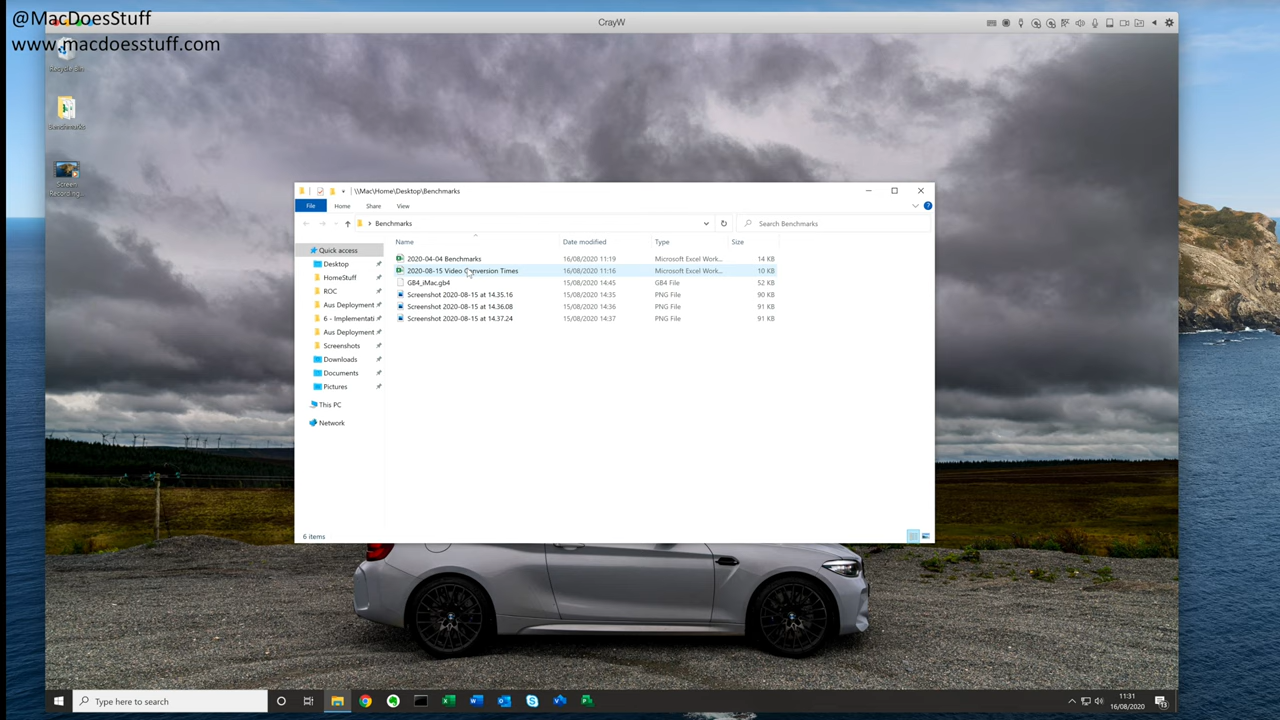 @MacDoesStuff
www.macdoesstuff.com
CrayW
Recycle Bin
Benchmarks
Screen
Recording...
\\Mac\Home\Desktop\Benchmarks
File
Home
Share
View
Benchmarks
Search Benchmarks
Name
Date modified
Type
Size
Quick access
Desktop
HomeStuff
ROC
Aus Deployment
6 - Implementati
Aus Deployment
Screenshots
Downloads
Documents
Pictures
This PC
Network
2020-04-04 Benchmarks 16/08/2020 11:19 Microsoft Excel Work... 14 KB
2020-08-15 Video Conversion Times 16/08/2020 11:16 Microsoft Excel Work... 10 KB
GB4_iMac.gb4 15/08/2020 14:45 GB4 File 52 KB
Screenshot 2020-08-15 at 14.35.16 15/08/2020 14:35 PNG File 90 KB
Screenshot 2020-08-15 at 14.36.08 15/08/2020 14:36 PNG File 91 KB
Screenshot 2020-08-15 at 14.37.24 15/08/2020 14:37 PNG File 91 KB
6 items
Type here to search
11:31
16/08/2020